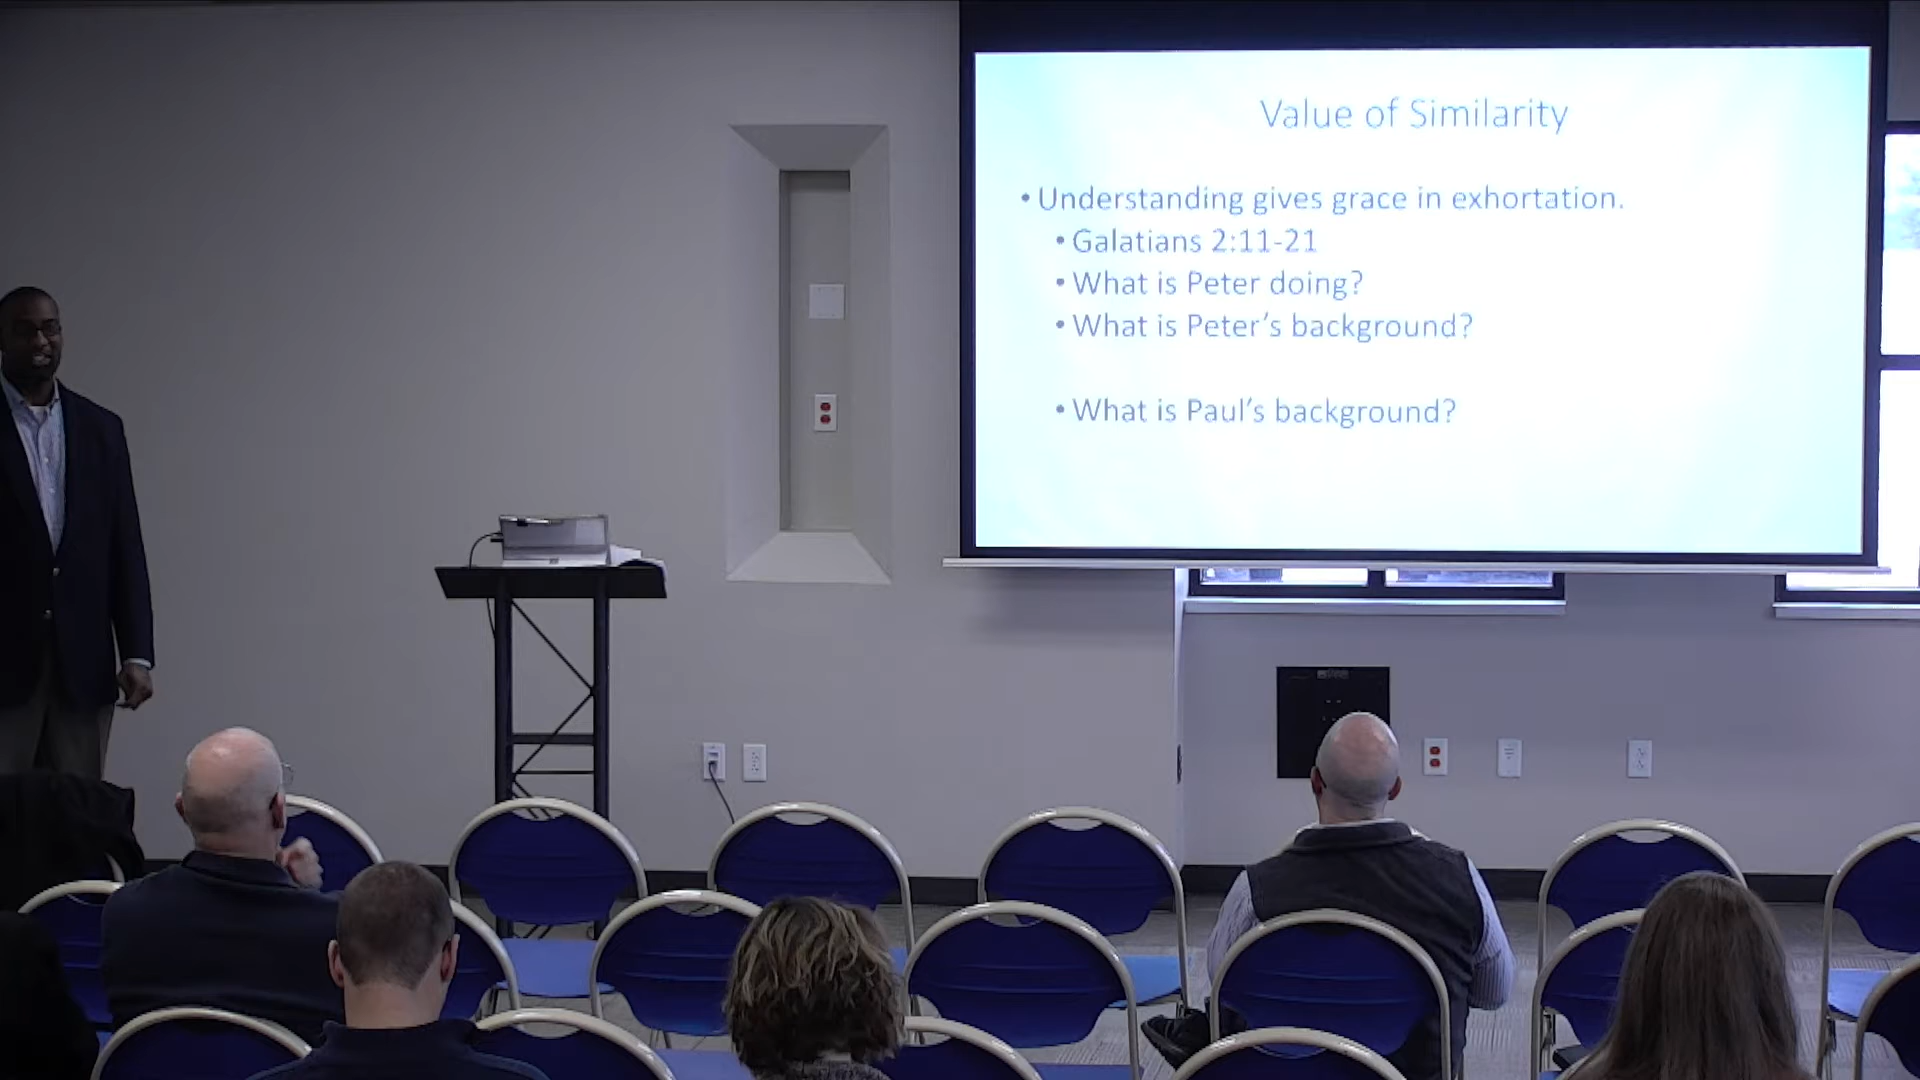 Value of Similarity
• Understanding gives grace in exhortation.
• Galatians 2:11-21
• What is Peter doing?
• What is Peter's background?
• What is Paul's background?